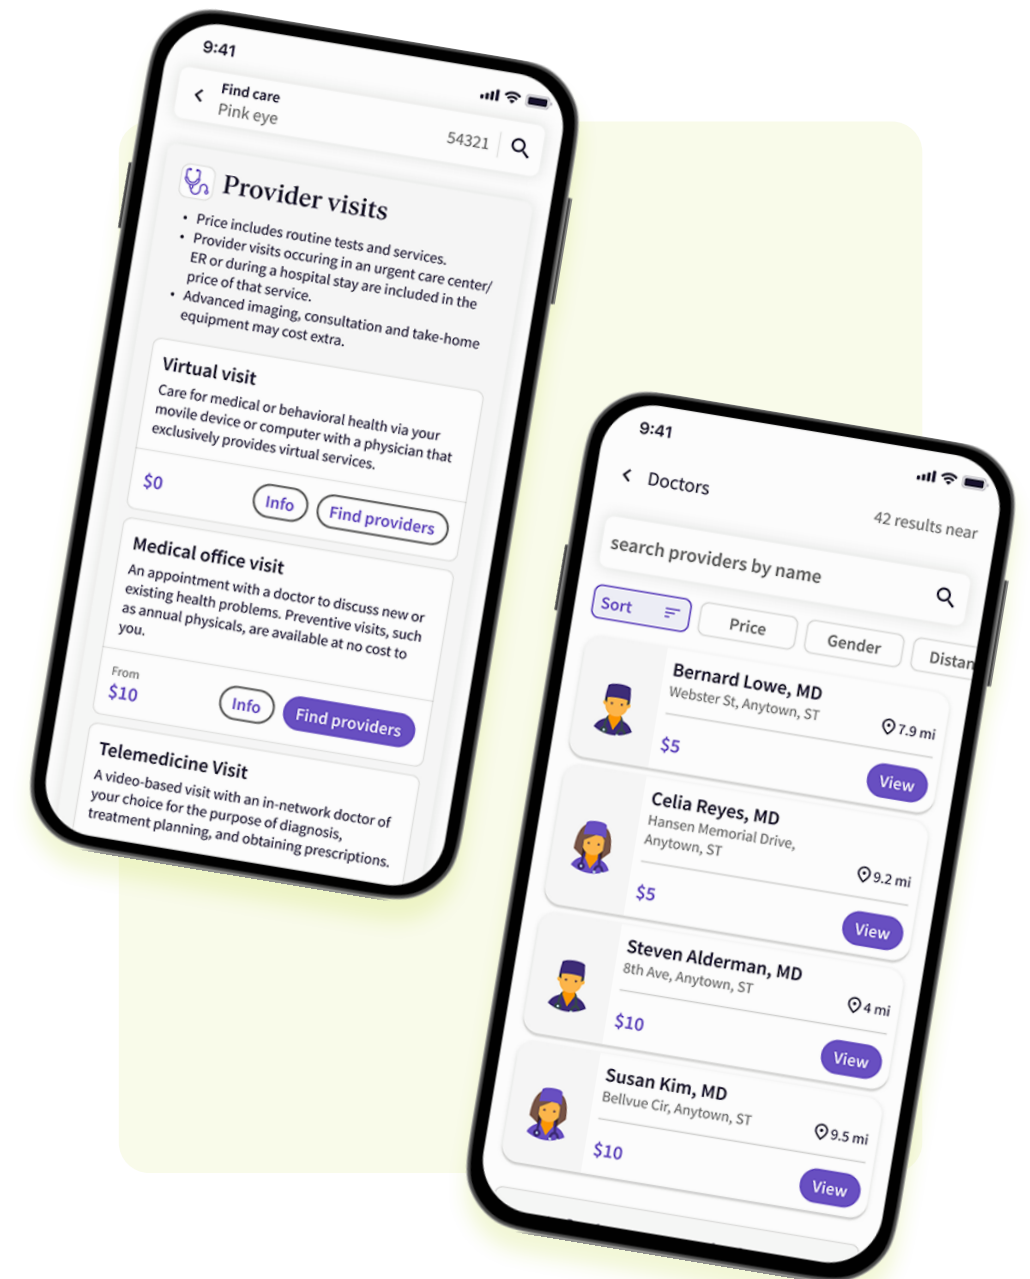 9:41
Find care
Pink eye
54321
Provider visits
• Price includes routine tests and services.
• Provider visits occuring in an urgent care center/
ER or during a hospital stay are included in the
price of that service.
• Advanced imaging, consultation and take-home
equipment may cost extra.
Virtual visit
Care for medical or behavioral health via your
movile device or computer with a physician that
exclusively provides virtual services.
$0
Info
Find providers
Medical office visit
An appointment with a doctor to discuss new or
existing health problems. Preventive visits, such
as annual physicals, are available at no cost to
you.
From
$10
Info
Find providers
Telemedicine Visit
A video-based visit with an in-network doctor of
your choice for the purpose of diagnosis,
treatment planning, and obtaining prescriptions.
9:41
Doctors
42 results near
search providers by name
Sort
Price
Gender
Distan
Bernard Lowe, MD
Webster St, Anytown, ST
7.9 mi
$5
View
Celia Reyes, MD
Hansen Memorial Drive,
Anytown, ST
9.2 mi
$5
View
Steven Alderman, MD
8th Ave, Anytown, ST
4 mi
$10
View
Susan Kim, MD
Bellvue Cir, Anytown, ST
9.5 mi
$10
View